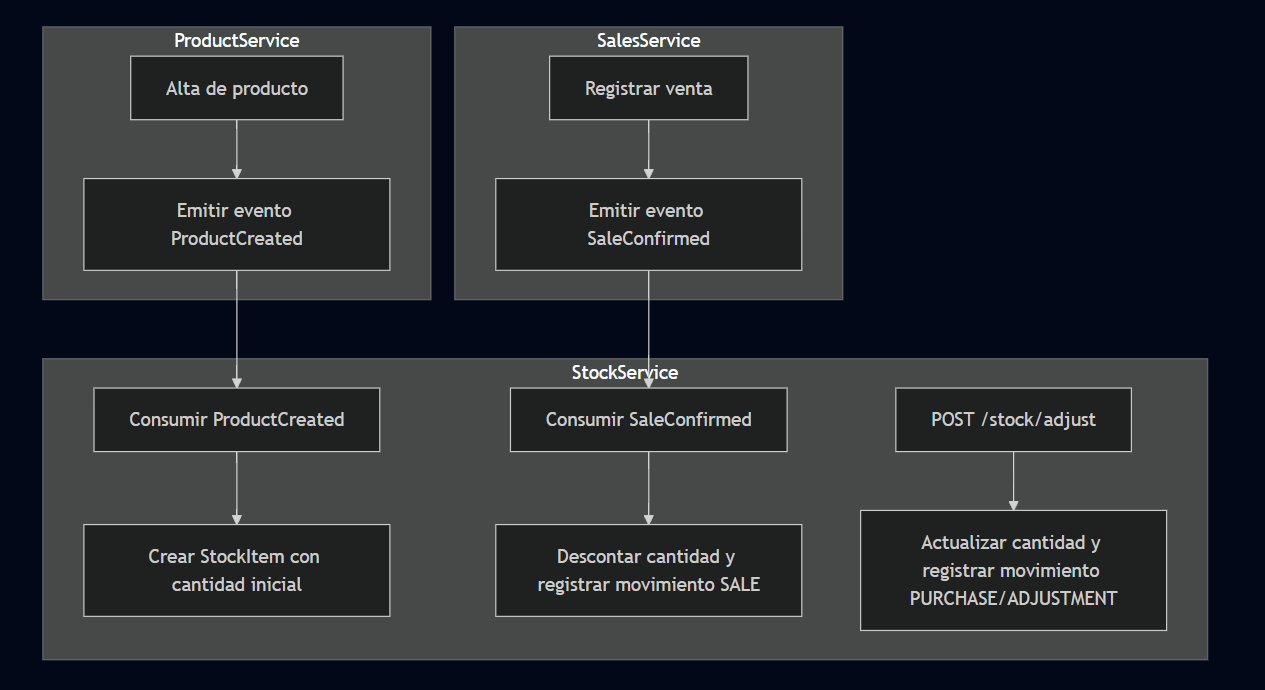 ProductService
Alta de producto
Emitir evento
ProductCreated
SalesService
Registrar venta
Emitir evento
SaleConfirmed
StockService
Consumir ProductCreated
Crear StockItem con
cantidad inicial
Consumir SaleConfirmed
Descontar cantidad y
registrar movimiento SALE
POST /stock/adjust
Actualizar cantidad y
registrar movimiento
PURCHASE/ADJUSTMENT